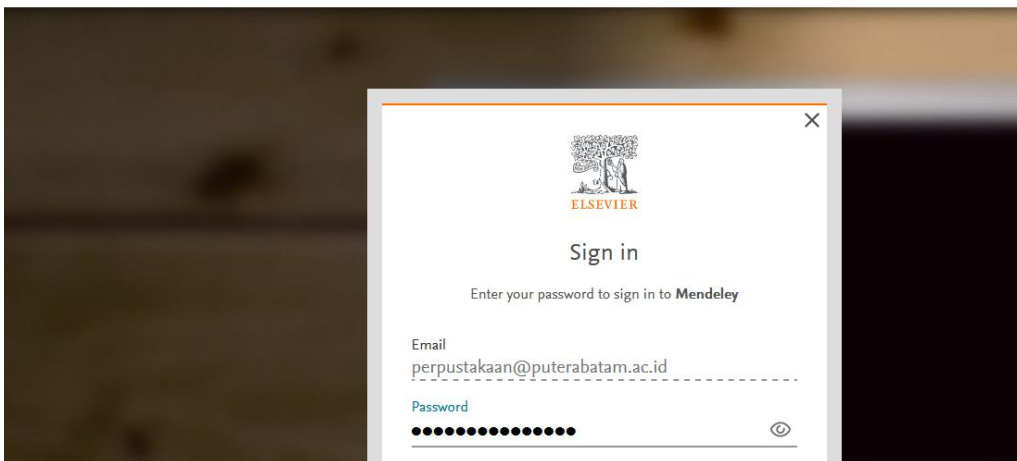 ELSEVIER
Sign in
Enter your password to sign in to Mendeley
Email
perpustakaan@puterabatam.ac.id
Password
●●●●●●●●●●●●●●●